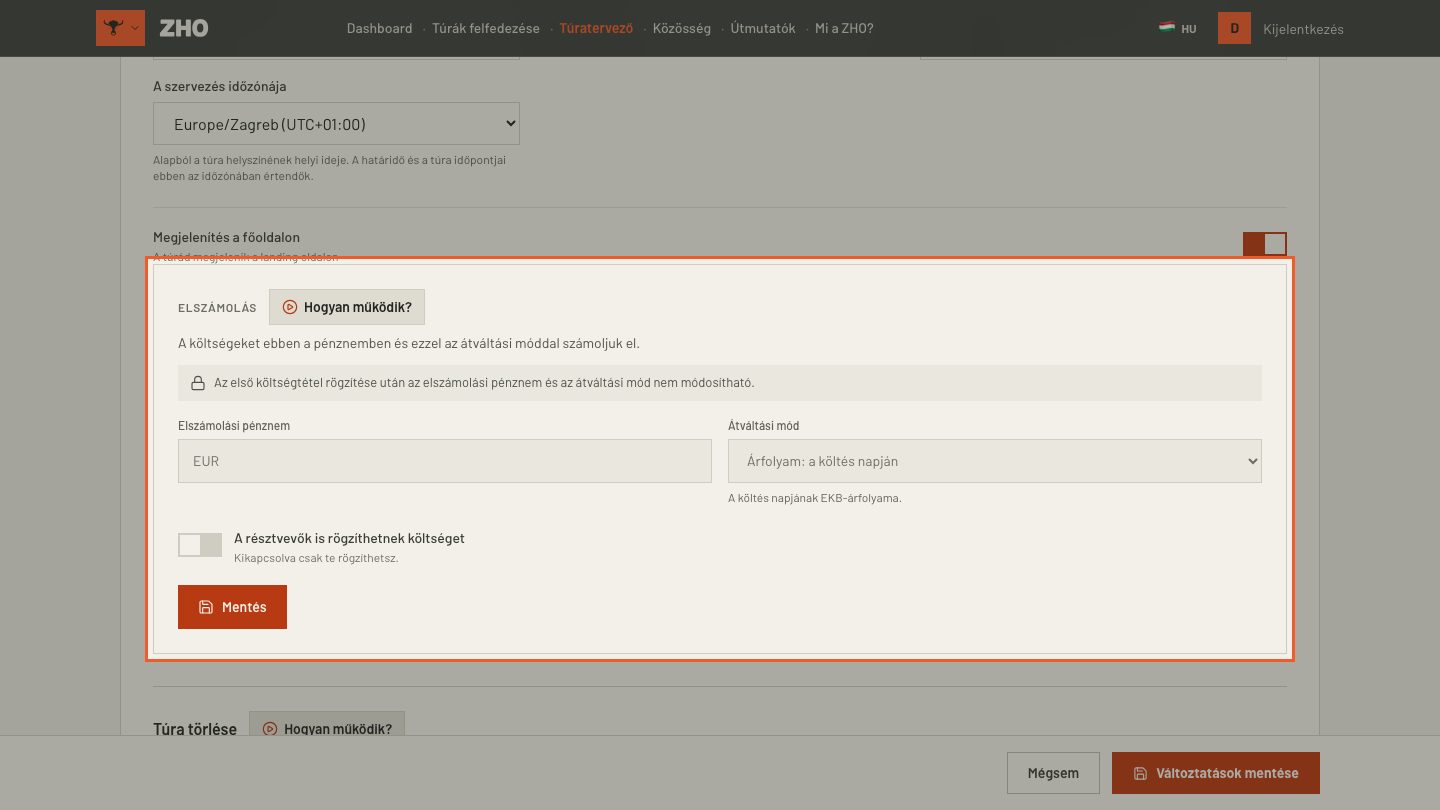 ZHO
Dashboard · Túrák felfedezése · Túratervező · Közösség · Útmutatók · Mi a ZHO?
HU
D
Kijelentkezés
A szervezés időzónája
Europe/Zagreb (UTC+01:00)
Alapból a túra helyszínének helyi ideje. A határidő és a túra időpontjai
ebben az időzónában értendők.
Megjelenítés a főoldalon
A túrád megjelenik a landing oldalon
ELSZÁMOLÁS
Hogyan működik?
A költségeket ebben a pénznemben és ezzel az átváltási móddal számoljuk el.
Az első költségtétel rögzítése után az elszámolási pénznem és az átváltási mód nem módosítható.
Elszámolási pénznem
Átváltási mód
EUR
Árfolyam: a költés napján
A költés napjának EKB-árfolyama.
A résztvevők is rögzíthetnek költséget
Kikapcsolva csak te rögzíthetsz.
Mentés
Túra törlése
Hogyan működik?
Mégsem
Változtatások mentése